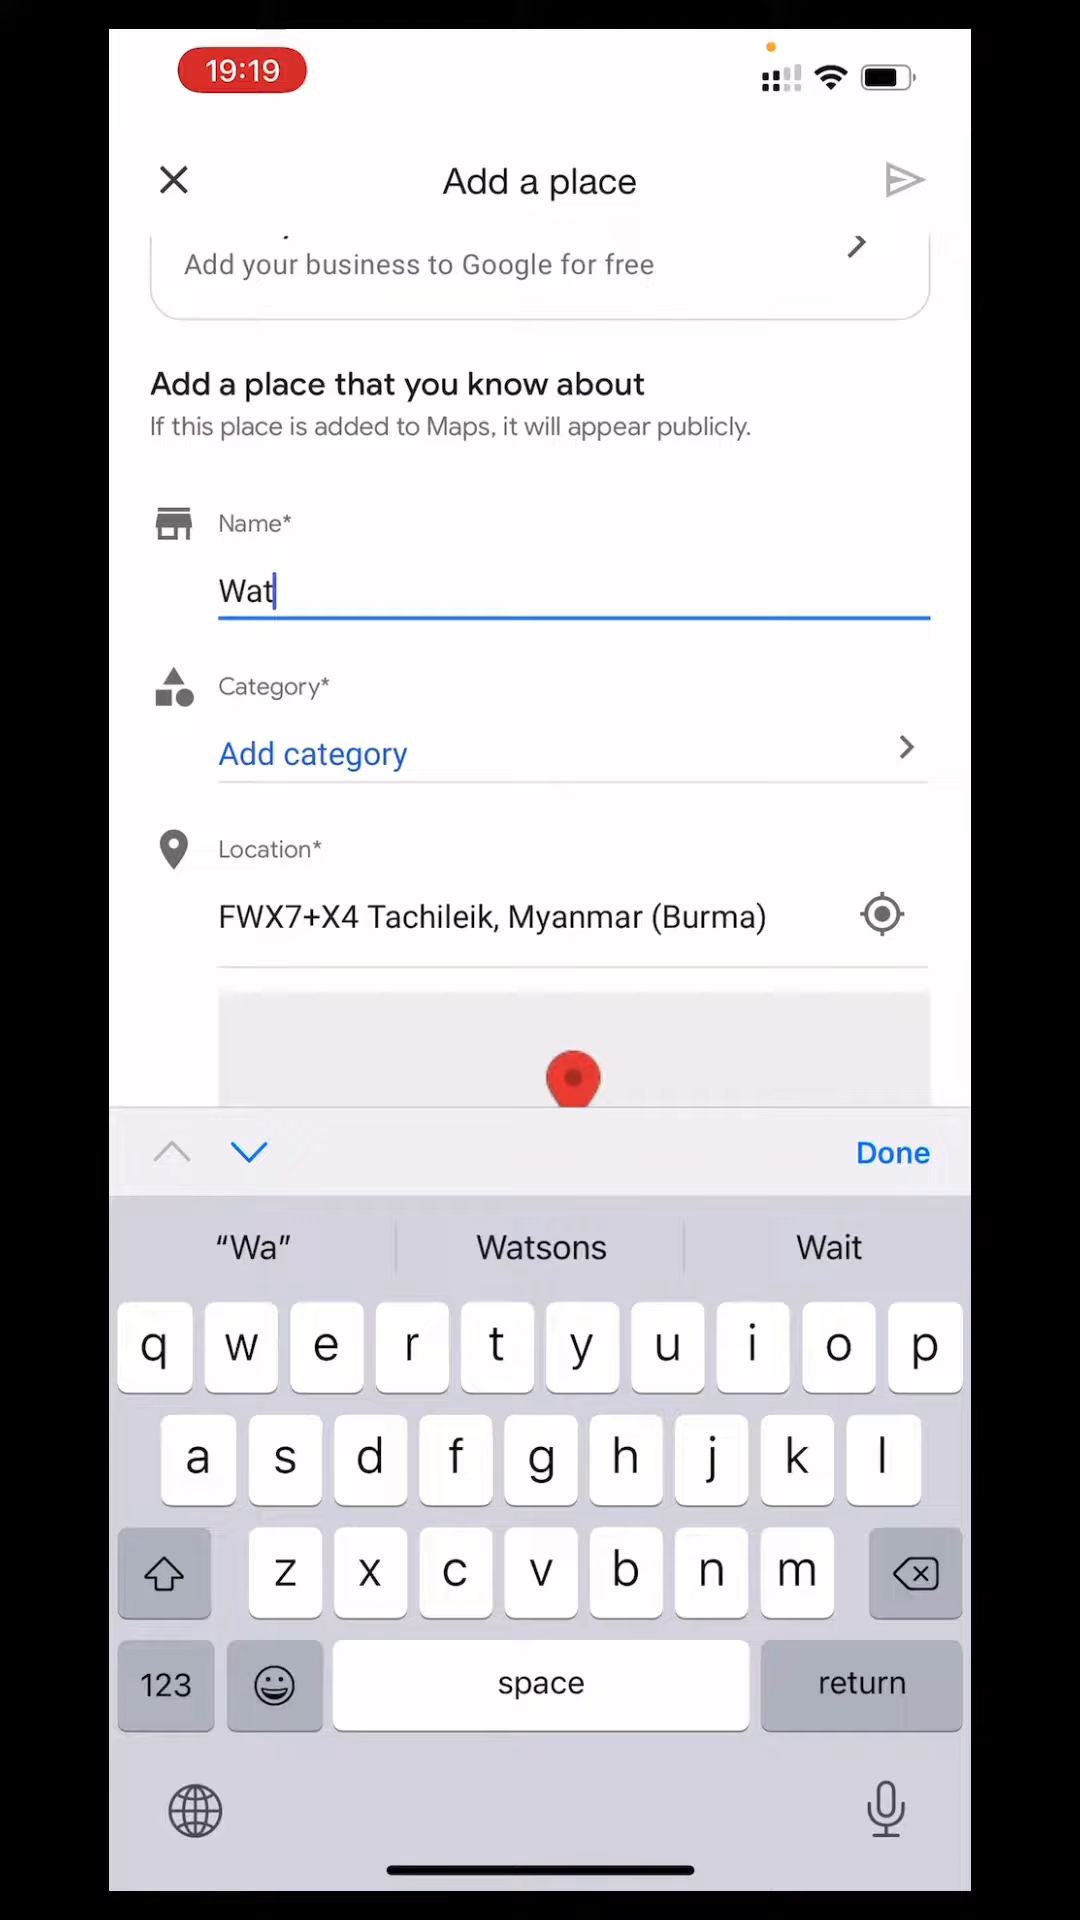 19:19
Add a place
Add your business to Google for free
Add a place that you know about
If this place is added to Maps, it will appear publicly.
Name*
Wat
Category*
Add category
Location*
FWX7+X4 Tachileik, Myanmar (Burma)
Done
“Wa” Watsons Wait
q w e r t y u i o p
a s d f g h j k l
z x c v b n m
123 space return